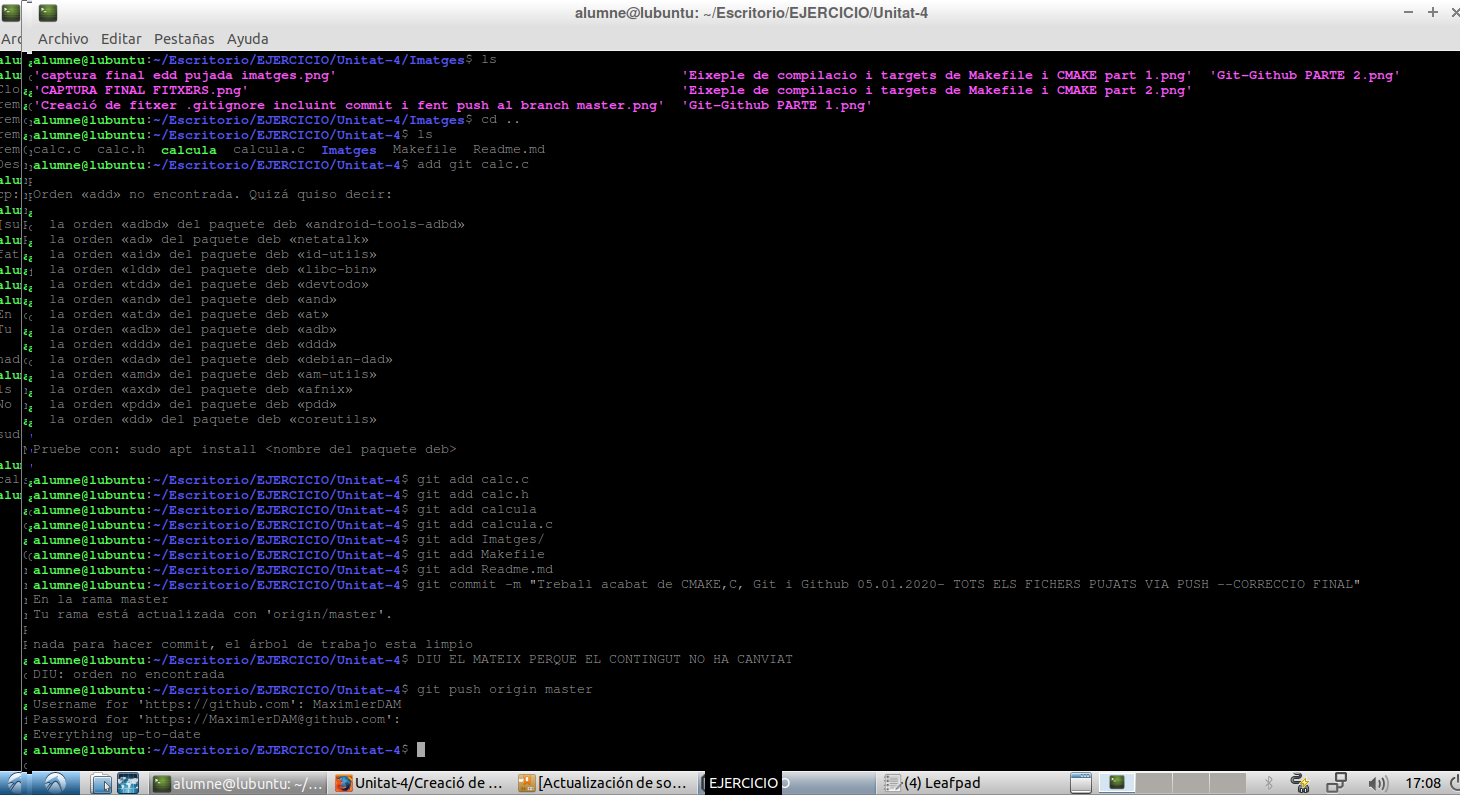 alumne@lubuntu: ~/Escritorio/EJERCICIO/Unitat-4
Archivo Editar Pestañas Ayuda
alumne@lubuntu:~/Escritorio/EJERCICIO/Unitat-4/Imatges$ ls
'captura final edd pujada imatges.png' 'Eixeple de compilacio i targets de Makefile i CMAKE part 1.png' 'Git-Github PARTE 2.png'
'CAPTURA FINAL FITXERS.png' 'Eixeple de compilacio i targets de Makefile i CMAKE part 2.png'
'Creació de fitxer .gitignore incluint commit i fent push al branch master.png' 'Git-Github PARTE 1.png'
alumne@lubuntu:~/Escritorio/EJERCICIO/Unitat-4/Imatges$ cd ..
alumne@lubuntu:~/Escritorio/EJERCICIO/Unitat-4$ ls
calc.c calc.h calcula calcula.c Imatges Makefile Readme.md
alumne@lubuntu:~/Escritorio/EJERCICIO/Unitat-4$ add git calc.c
Orden «add» no encontrada. Quizá quiso decir:
la orden «adbd» del paquete deb «android-tools-adbd»
la orden «ad» del paquete deb «netatalk»
la orden «aid» del paquete deb «id-utils»
la orden «ldd» del paquete deb «libc-bin»
la orden «tdd» del paquete deb «devtodo»
la orden «and» del paquete deb «and»
la orden «atd» del paquete deb «at»
la orden «adb» del paquete deb «adb»
la orden «ddd» del paquete deb «ddd»
la orden «dad» del paquete deb «debian-dad»
la orden «amd» del paquete deb «am-utils»
la orden «axd» del paquete deb «afnix»
la orden «pdd» del paquete deb «pdd»
la orden «dd» del paquete deb «coreutils»
Pruebe con: sudo apt install <nombre del paquete deb>
alumne@lubuntu:~/Escritorio/EJERCICIO/Unitat-4$ git add calc.c
alumne@lubuntu:~/Escritorio/EJERCICIO/Unitat-4$ git add calc.h
alumne@lubuntu:~/Escritorio/EJERCICIO/Unitat-4$ git add calcula
alumne@lubuntu:~/Escritorio/EJERCICIO/Unitat-4$ git add calcula.c
alumne@lubuntu:~/Escritorio/EJERCICIO/Unitat-4$ git add Imatges/
alumne@lubuntu:~/Escritorio/EJERCICIO/Unitat-4$ git add Makefile
alumne@lubuntu:~/Escritorio/EJERCICIO/Unitat-4$ git add Readme.md
alumne@lubuntu:~/Escritorio/EJERCICIO/Unitat-4$ git commit -m "Treball acabat de CMAKE,C, Git i Github 05.01.2020- TOTS ELS FICHERS PUJATS VIA PUSH --CORRECCIO FINAL"
En la rama master
Tu rama está actualizada con 'origin/master'.
nada para hacer commit, el árbol de trabajo esta limpio
alumne@lubuntu:~/Escritorio/EJERCICIO/Unitat-4$ DIU EL MATEIX PERQUE EL CONTINGUT NO HA CANVIAT
DIU: orden no encontrada
alumne@lubuntu:~/Escritorio/EJERCICIO/Unitat-4$ git push origin master
Username for 'https://github.com': MaximlerDAM
Password for 'https://MaximlerDAM@github.com':
Everything up-to-date
alumne@lubuntu:~/Escritorio/EJERCICIO/Unitat-4$
alumne@lubuntu: ~/... Unitat-4/Creació de ... [Actualización de so... EJERCICIO (4) Leafpad 17:08